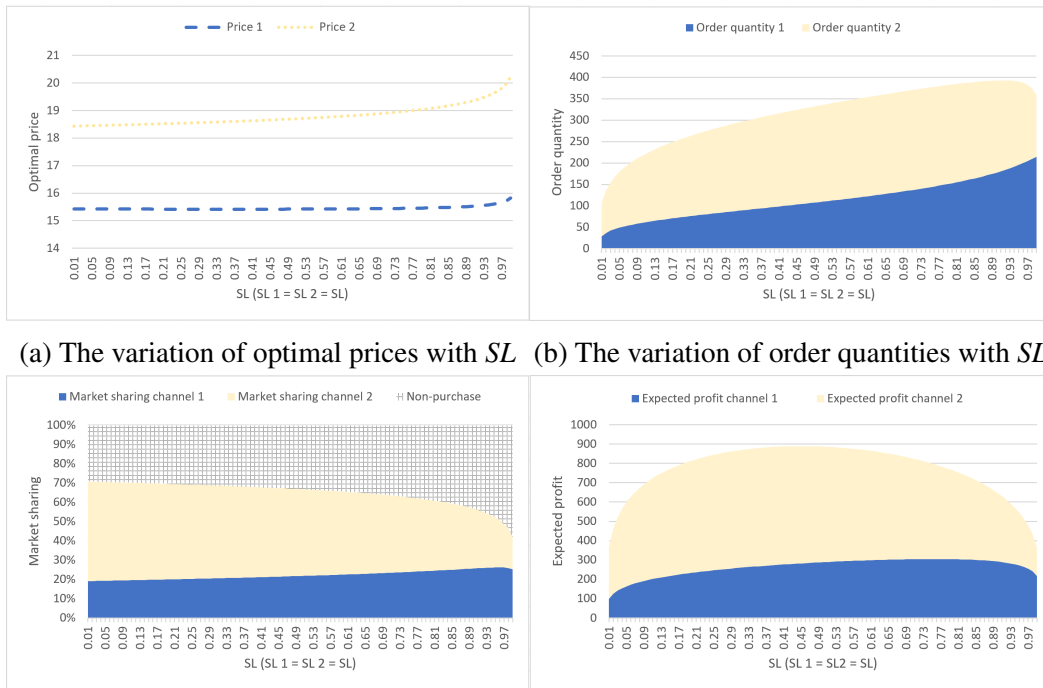 Price 1 Price 2
21
20
19
18
17
16
15
14
Optimal price
0.01 0.05 0.09 0.13 0.17 0.21 0.25 0.29 0.33 0.37 0.41 0.45 0.49 0.53 0.57 0.61 0.65 0.69 0.73 0.77 0.81 0.85 0.89 0.93 0.97
SL (SL 1 = SL 2 = SL)
Order quantity 1 Order quantity 2
450
400
350
300
250
200
150
100
50
0
Order quantity
0.01 0.05 0.09 0.13 0.17 0.21 0.25 0.29 0.33 0.37 0.41 0.45 0.49 0.53 0.57 0.61 0.65 0.69 0.73 0.77 0.81 0.85 0.89 0.93 0.97
SL (SL 1 = SL 2 = SL)
(a) The variation of optimal prices with SL
(b) The variation of order quantities with SL
Market sharing channel 1 Market sharing channel 2 Non-purchase
100%
90%
80%
70%
60%
50%
40%
30%
20%
10%
0%
Market sharing
0.01 0.05 0.09 0.13 0.17 0.21 0.25 0.29 0.33 0.37 0.41 0.45 0.49 0.53 0.57 0.61 0.65 0.69 0.73 0.77 0.81 0.85 0.89 0.93 0.97
SL (SL 1 = SL 2 = SL)
Expected profit channel 1 Expected profit channel 2
1000
900
800
700
600
500
400
300
200
100
0
Expected profit
0.01 0.05 0.09 0.13 0.17 0.21 0.25 0.29 0.33 0.37 0.41 0.45 0.49 0.53 0.57 0.61 0.65 0.69 0.73 0.77 0.81 0.85 0.89 0.93 0.97
SL (SL 1 = SL2 = SL)